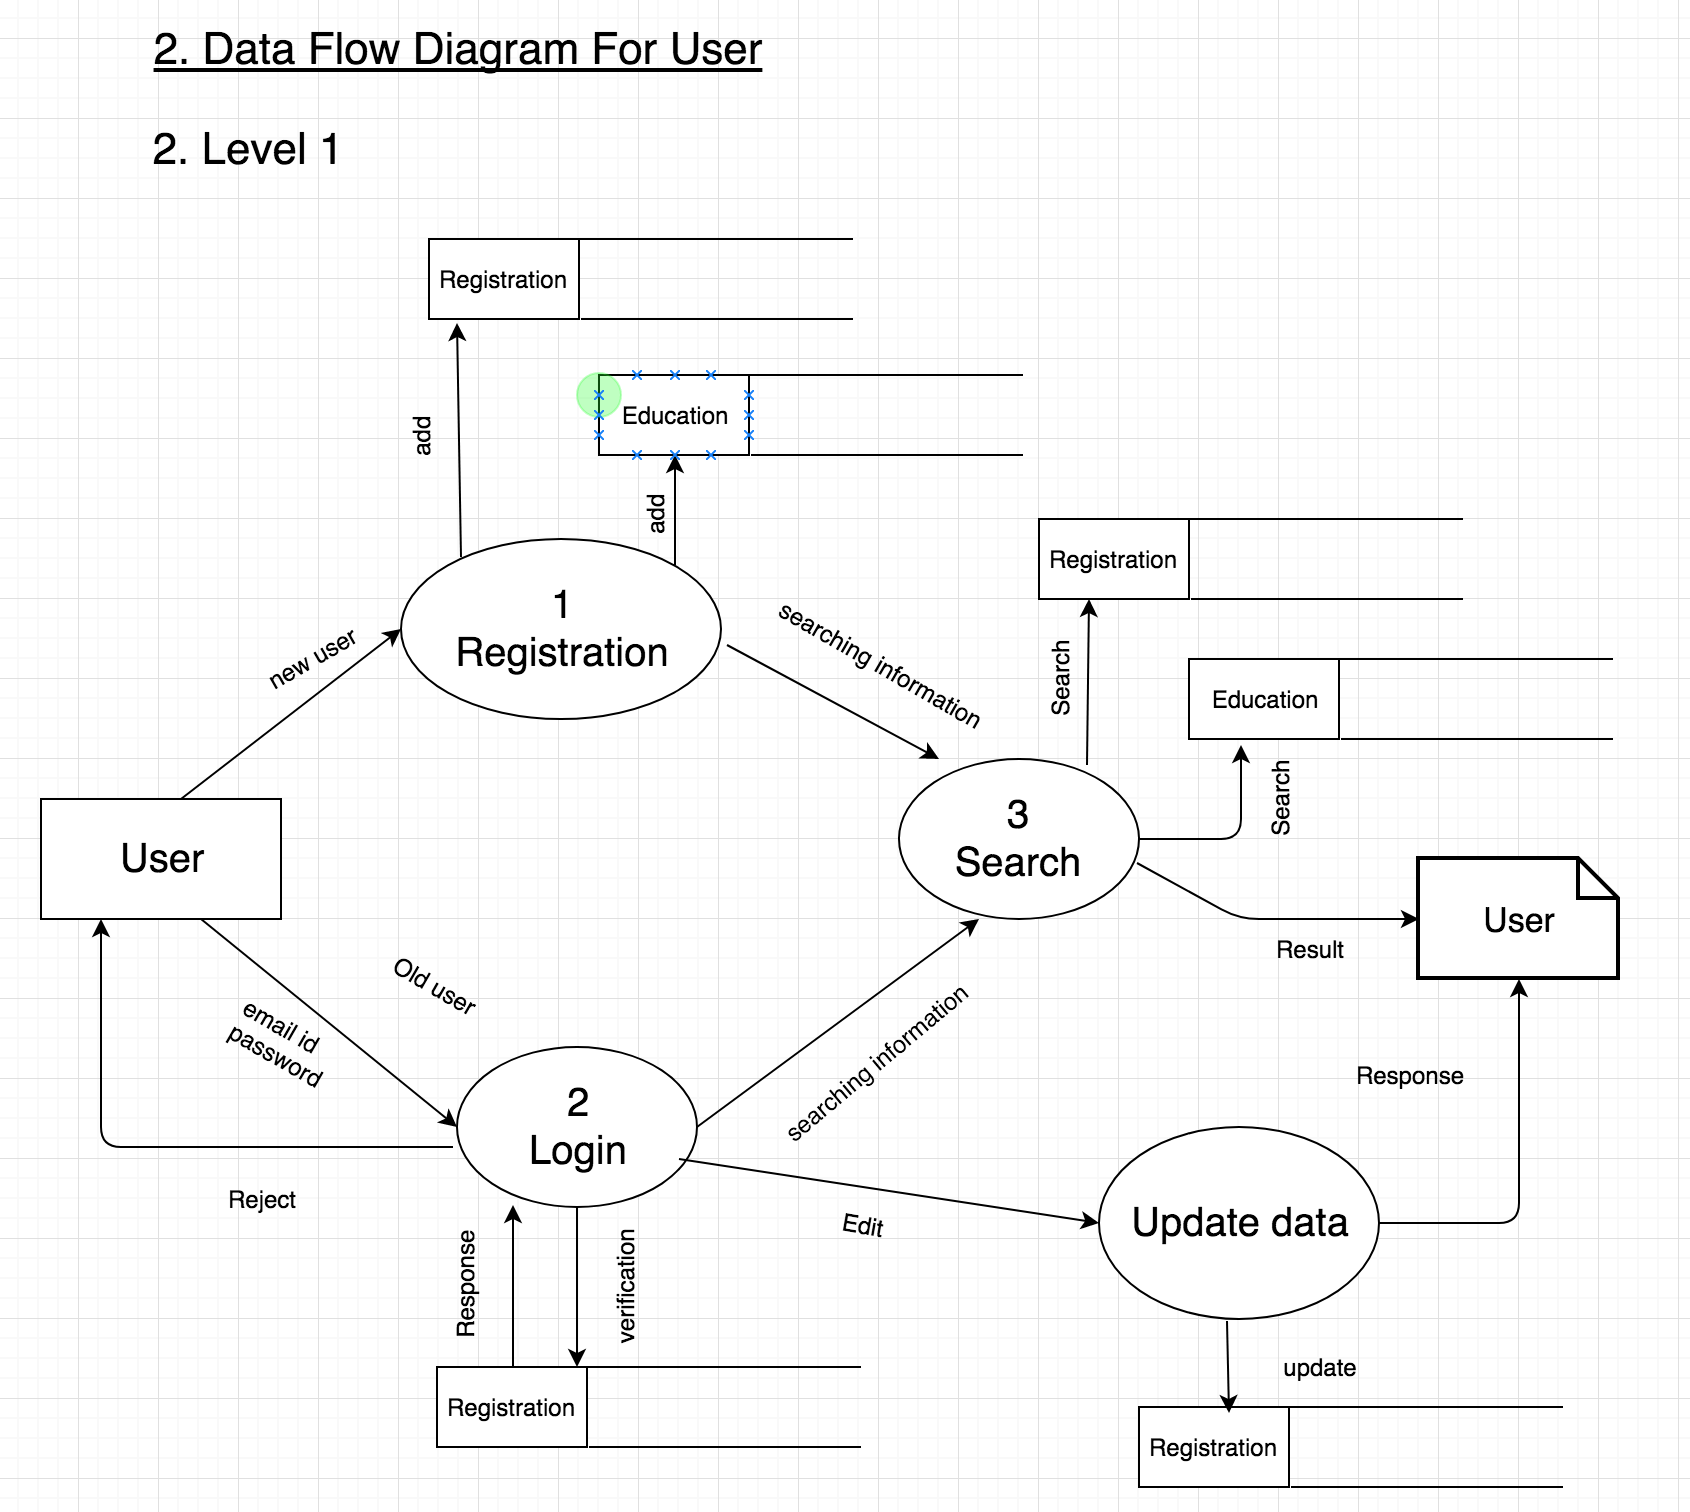 2. Data Flow Diagram For User
2. Level 1
Registration
Education
add
add
Registration
1
Registration
searching information
new user
Search
Education
Search
3
Search
User
User
Result
Old user
email id
password
searching information
Response
2
Login
Reject
Edit
Update data
Response
verification
update
Registration
Registration